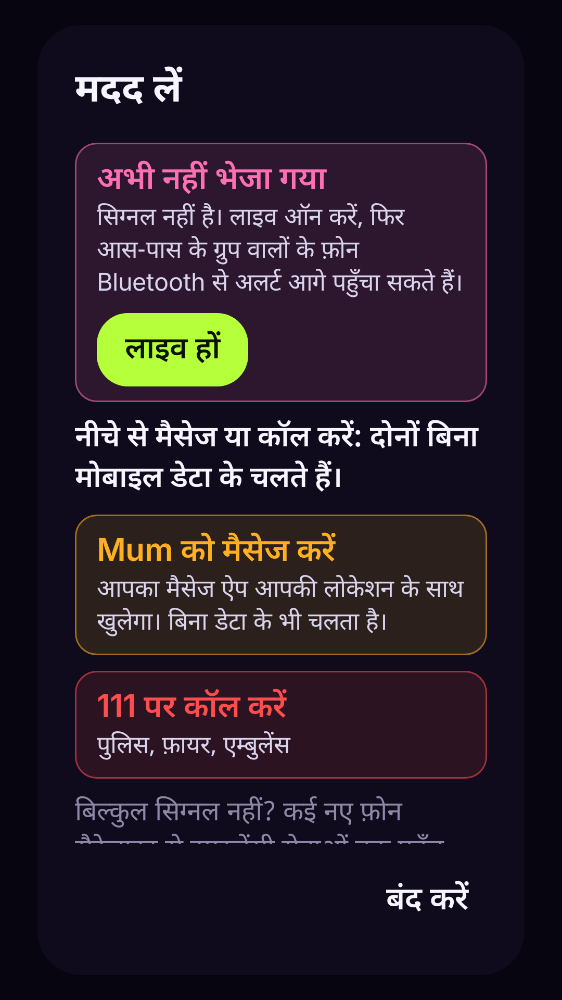 मदद लें
अभी नहीं भेजा गया
सिग्नल नहीं है। लाइव ऑन करें, फिर
आस-पास के ग्रुप वालों के फ़ोन
Bluetooth से अलर्ट आगे पहुँचा सकते हैं।
लाइव हों
नीचे से मैसेज या कॉल करें: दोनों बिना
मोबाइल डेटा के चलते हैं।
Mum को मैसेज करें
आपका मैसेज ऐप आपकी लोकेशन के साथ
खुलेगा। बिना डेटा के भी चलता है।
111 पर कॉल करें
पुलिस, फ़ायर, एम्बुलेंस
बिल्कुल सिग्नल नहीं? कई नए फ़ोन
बंद करें